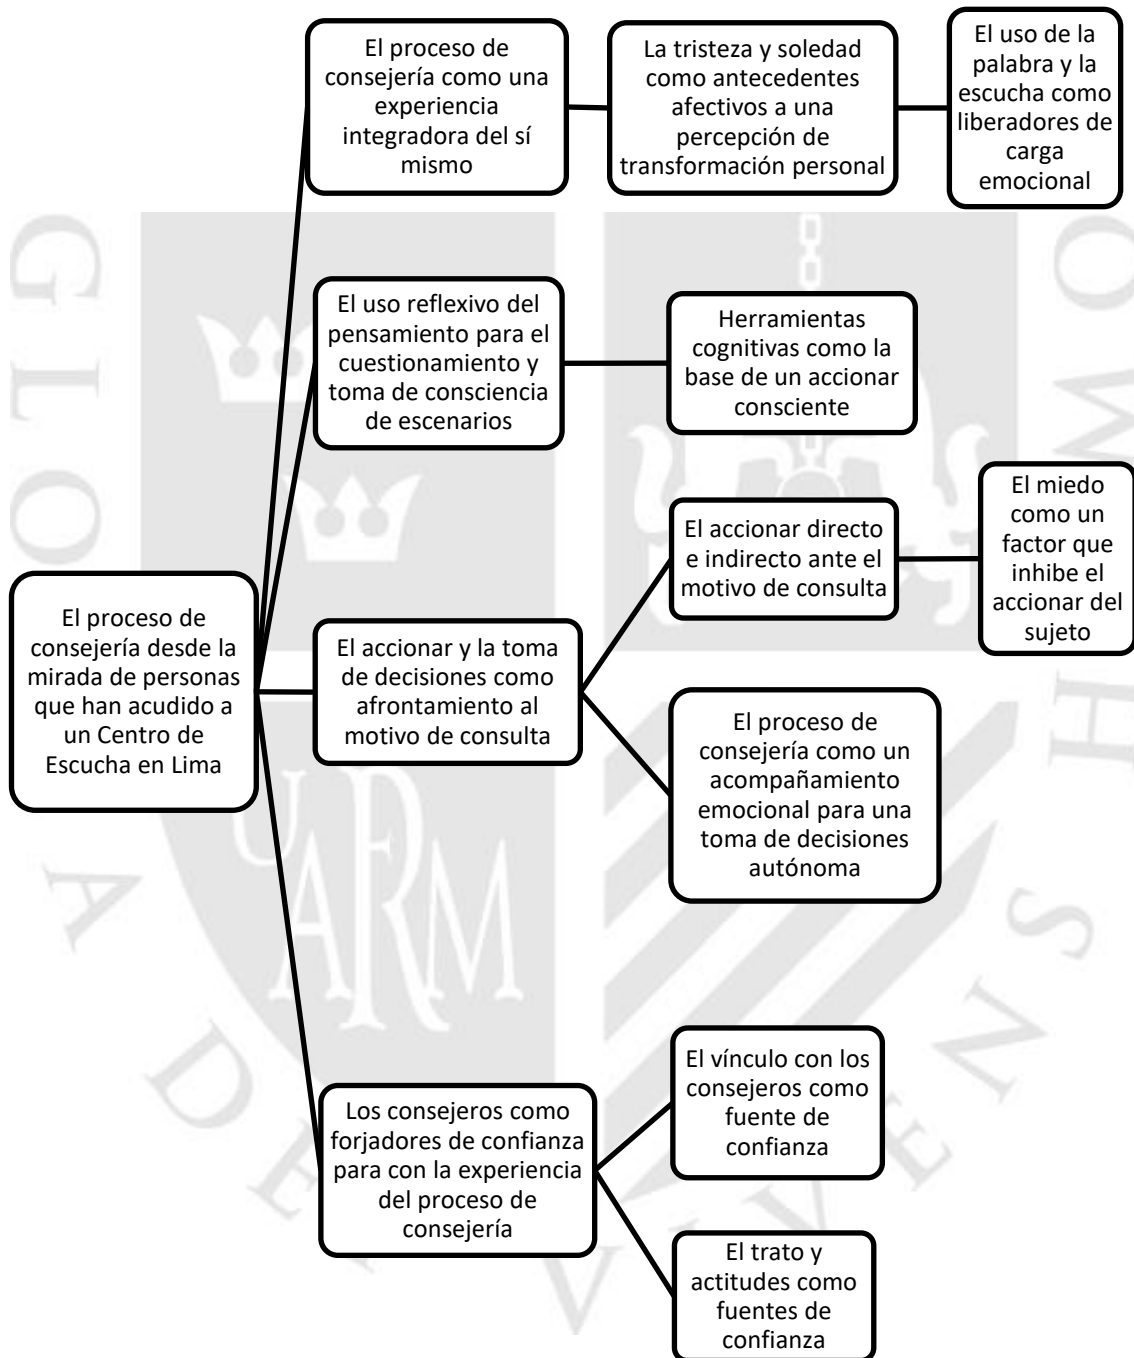 El proceso de
consejería como una
experiencia
integradora del sí
mismo
La tristeza y soledad
como antecedentes
afectivos a una
percepción de
transformación personal
El uso de la
palabra y la
escucha como
liberadores de
carga
emocional
El uso reflexivo del
pensamiento para el
cuestionamiento y
toma de consciencia
de escenarios
Herramientas
cognitivas como la
base de un accionar
consciente
El proceso de
consejería desde la
mirada de personas
que han acudido a
un Centro de
Escucha en Lima
El accionar y la toma
de decisiones como
afrontamiento al
motivo de consulta
El accionar directo
e indirecto ante el
motivo de consulta
El miedo
como un
factor que
inhibe el
accionar del
sujeto
El proceso de
consejería como un
acompañamiento
emocional para una
toma de decisiones
autónoma
Los consejeros como
forjadores de confianza
para con la experiencia
del proceso de
consejería
El vínculo con los
consejeros como
fuente de
confianza
El trato y
actitudes como
fuentes de
confianza
UARM